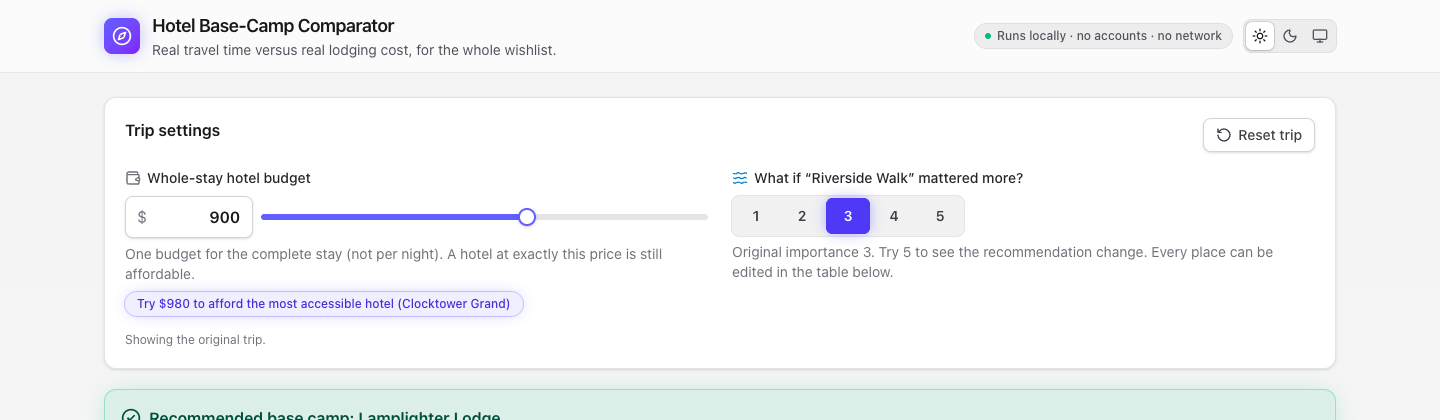 Hotel Base-Camp Comparator
Real travel time versus real lodging cost, for the whole wishlist.
Runs locally · no accounts · no network
Trip settings
Reset trip
Whole-stay hotel budget
$ 900
One budget for the complete stay (not per night). A hotel at exactly this price is still
affordable.
Try $980 to afford the most accessible hotel (Clocktower Grand)
Showing the original trip.
What if “Riverside Walk” mattered more?
1 2 3 4 5
Original importance 3. Try 5 to see the recommendation change. Every place can be
edited in the table below.
Recommended base camp: Lamplighter Lodge